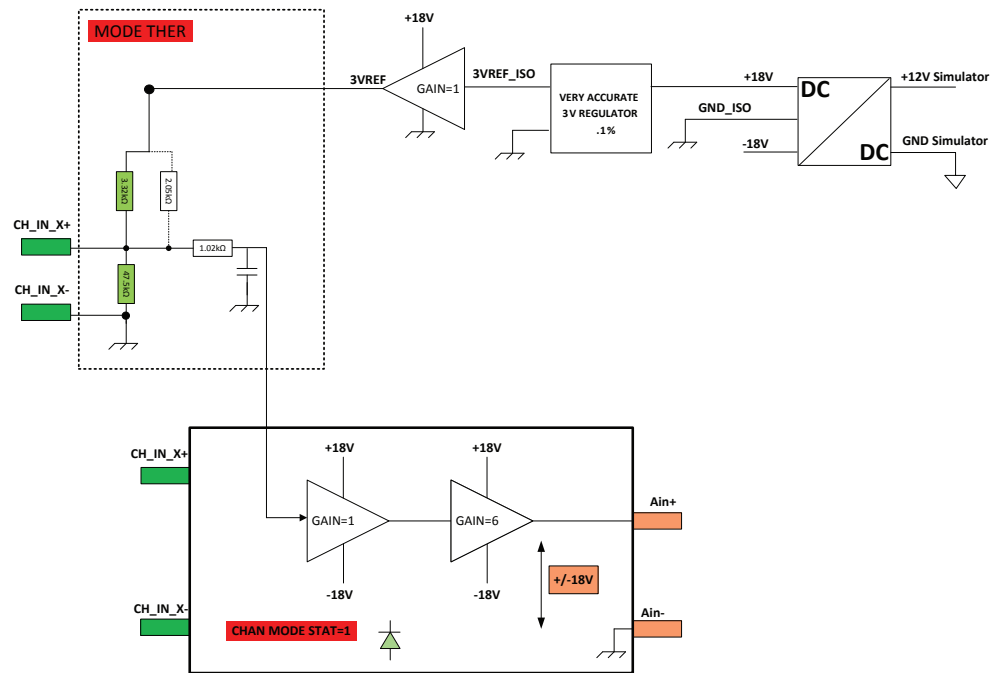 MODE THER
+18V
3VREF
GAIN=1
3VREF_ISO
VERY ACCURATE
3V REGULATOR
.1%
+18V
GND_ISO
-18V
DC
DC
+12V Simulator
GND Simulator
3.32kΩ
2.05kΩ
CH_IN_X+
1.02kΩ
47.5kΩ
CH_IN_X-
CH_IN_X+
+18V
+18V
GAIN=1
GAIN=6
Ain+
-18V
-18V
+/-18V
CH_IN_X-
CHAN MODE STAT=1
Ain-